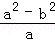 a² − b²
a